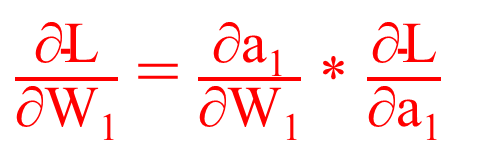 ∂Ł/∂W₁ = ∂a₁/∂W₁ * ∂Ł/∂a₁